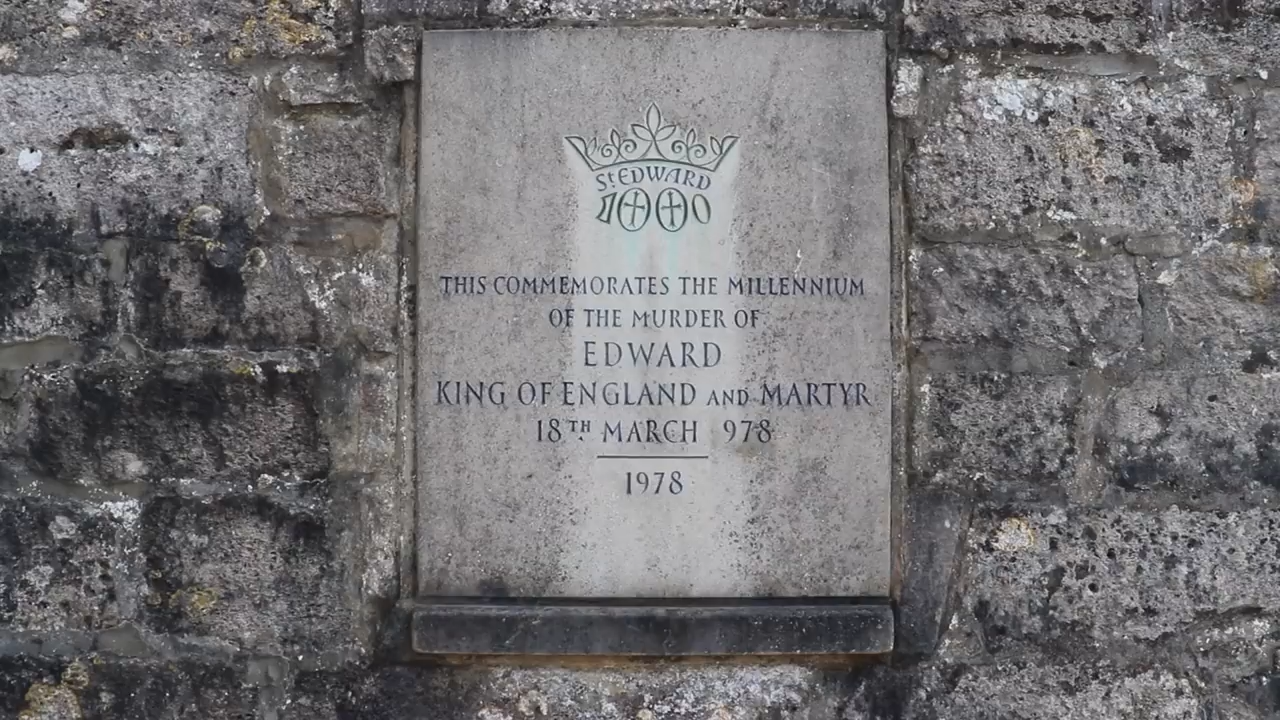 St EDWARD
1000
THIS COMMEMORATES THE MILLENNIUM
OF THE MURDER OF
EDWARD
KING OF ENGLAND AND MARTYR
18TH MARCH 978
1978